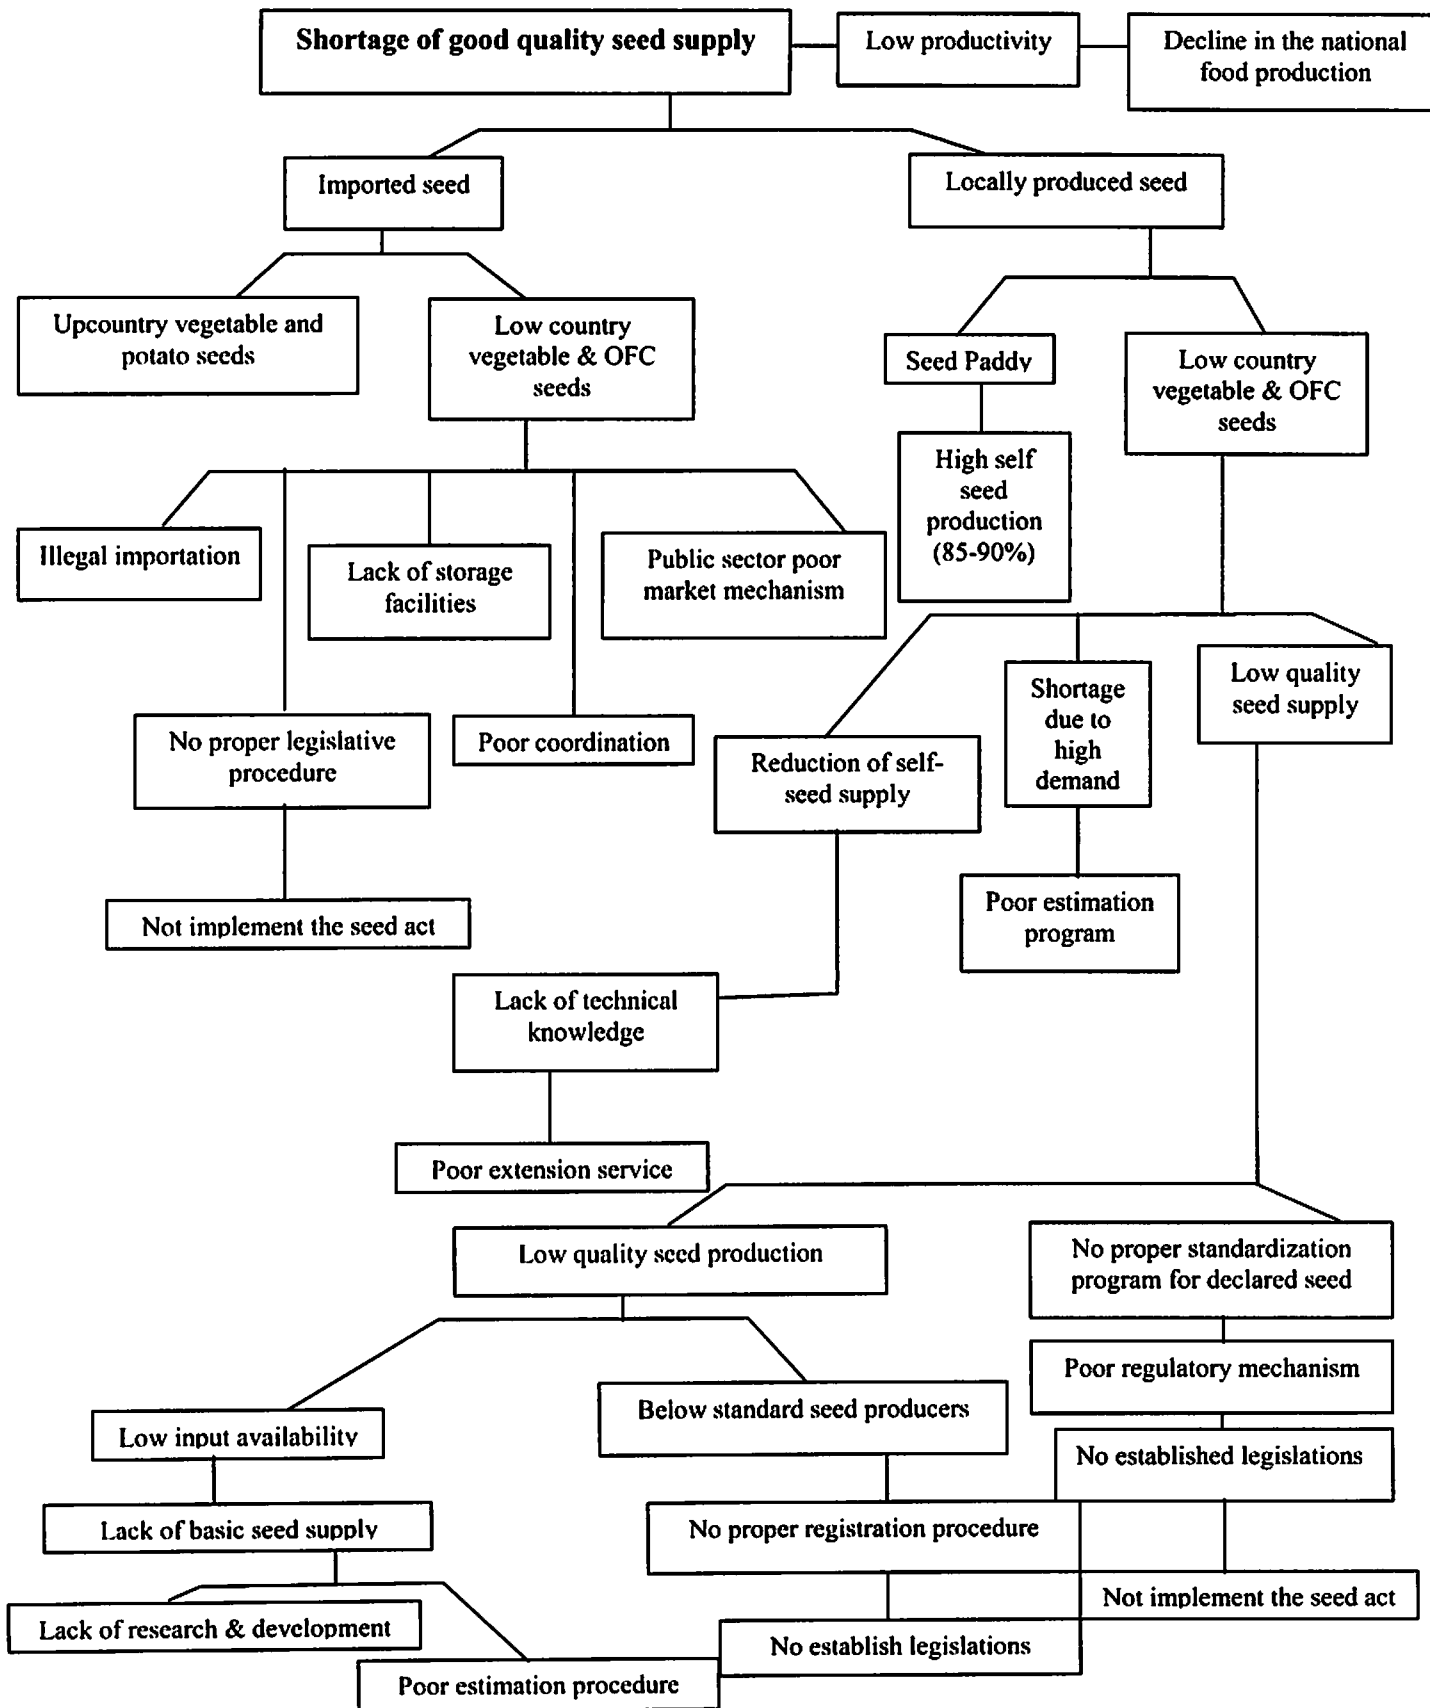 Shortage of good quality seed supply
Low productivity
Decline in the national
food production
Imported seed
Locally produced seed
Upcountry vegetable and
potato seeds
Low country
vegetable & OFC
seeds
Seed Paddy
Low country
vegetable & OFC
seeds
High self
seed
production
(85-90%)
Illegal importation
Lack of storage
facilities
Public sector poor
market mechanism
No proper legislative
procedure
Poor coordination
Reduction of self-
seed supply
Shortage
due to
high
demand
Low quality
seed supply
Not implement the seed act
Poor estimation
program
Lack of technical
knowledge
Poor extension service
Low quality seed production
No proper standardization
program for declared seed
Poor regulatory mechanism
Low input availability
Below standard seed producers
No established legislations
Lack of basic seed supply
No proper registration procedure
Not implement the seed act
Lack of research & development
No establish legislations
Poor estimation procedure